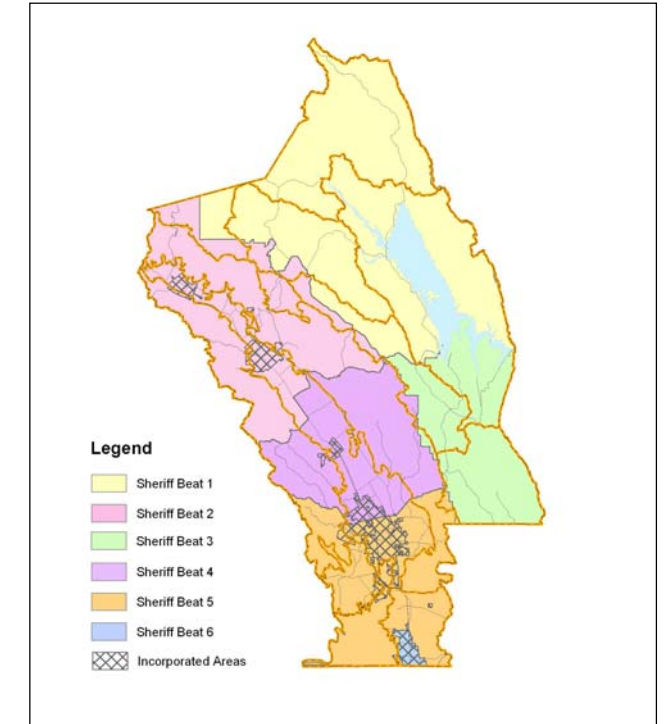 Legend
Sheriff Beat 1
Sheriff Beat 2
Sheriff Beat 3
Sheriff Beat 4
Sheriff Beat 5
Sheriff Beat 6
Incorporated Areas